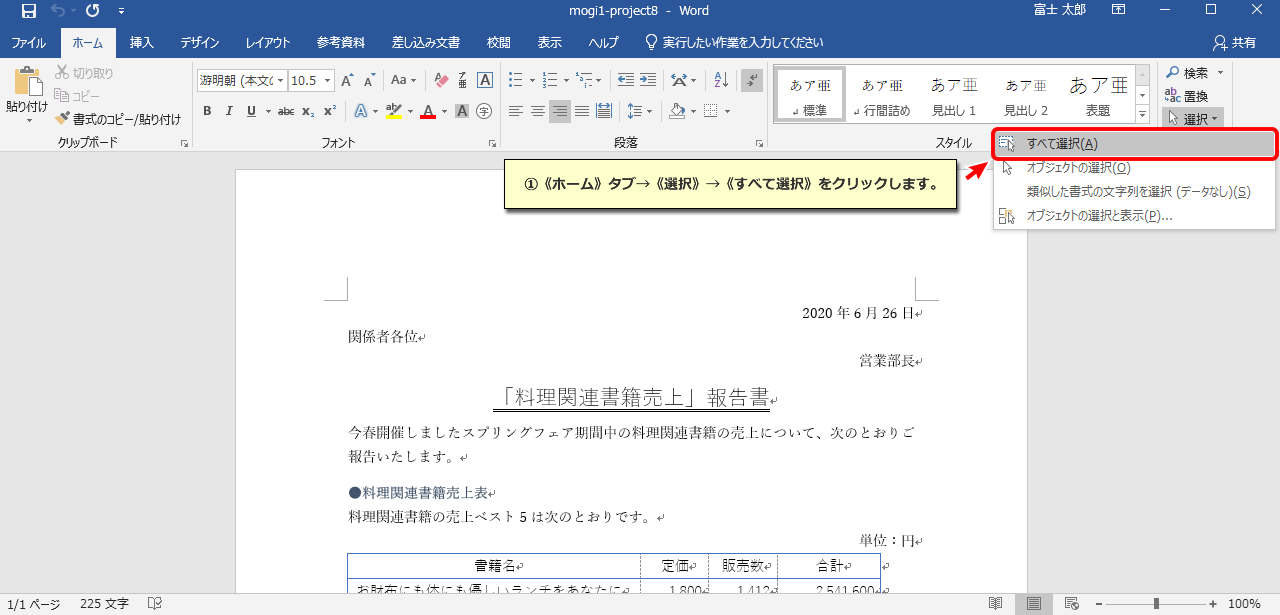 mogi1-project8 - Word
富士 太郎
ファイル ホーム 挿入 デザイン レイアウト 参考資料 差し込み文書 校閲 表示 ヘルプ 実行したい作業を入力してください 共有
貼り付け
切り取り
コピー
書式のコピー/貼り付け
クリップボード
游明朝 (本文の 10.5
フォント
段落
あア亜 標準
あア亜 行間詰め
あア亜 見出し 1
あア亜 見出し 2
あア亜 表題
スタイル
検索
置換
選択
すべて選択(A)
オブジェクトの選択(O)
類似した書式の文字列を選択 (データなし)(S)
オブジェクトの選択と表示(P)...
①《ホーム》タブ→《選択》→《すべて選択》をクリックします。
2020 年 6 月 26 日
関係者各位
営業部長
「料理関連書籍売上」報告書
今春開催しましたスプリングフェア期間中の料理関連書籍の売上について、次のとおりご
報告いたします。
●料理関連書籍売上表
料理関連書籍の売上ベスト 5 は次のとおりです。
単位：円
書籍名 定価 販売数 合計
お財布にも体にも優しいランチをあなたに 1,800 1,412 2,541,600
1/1 ページ 225 文字 100%